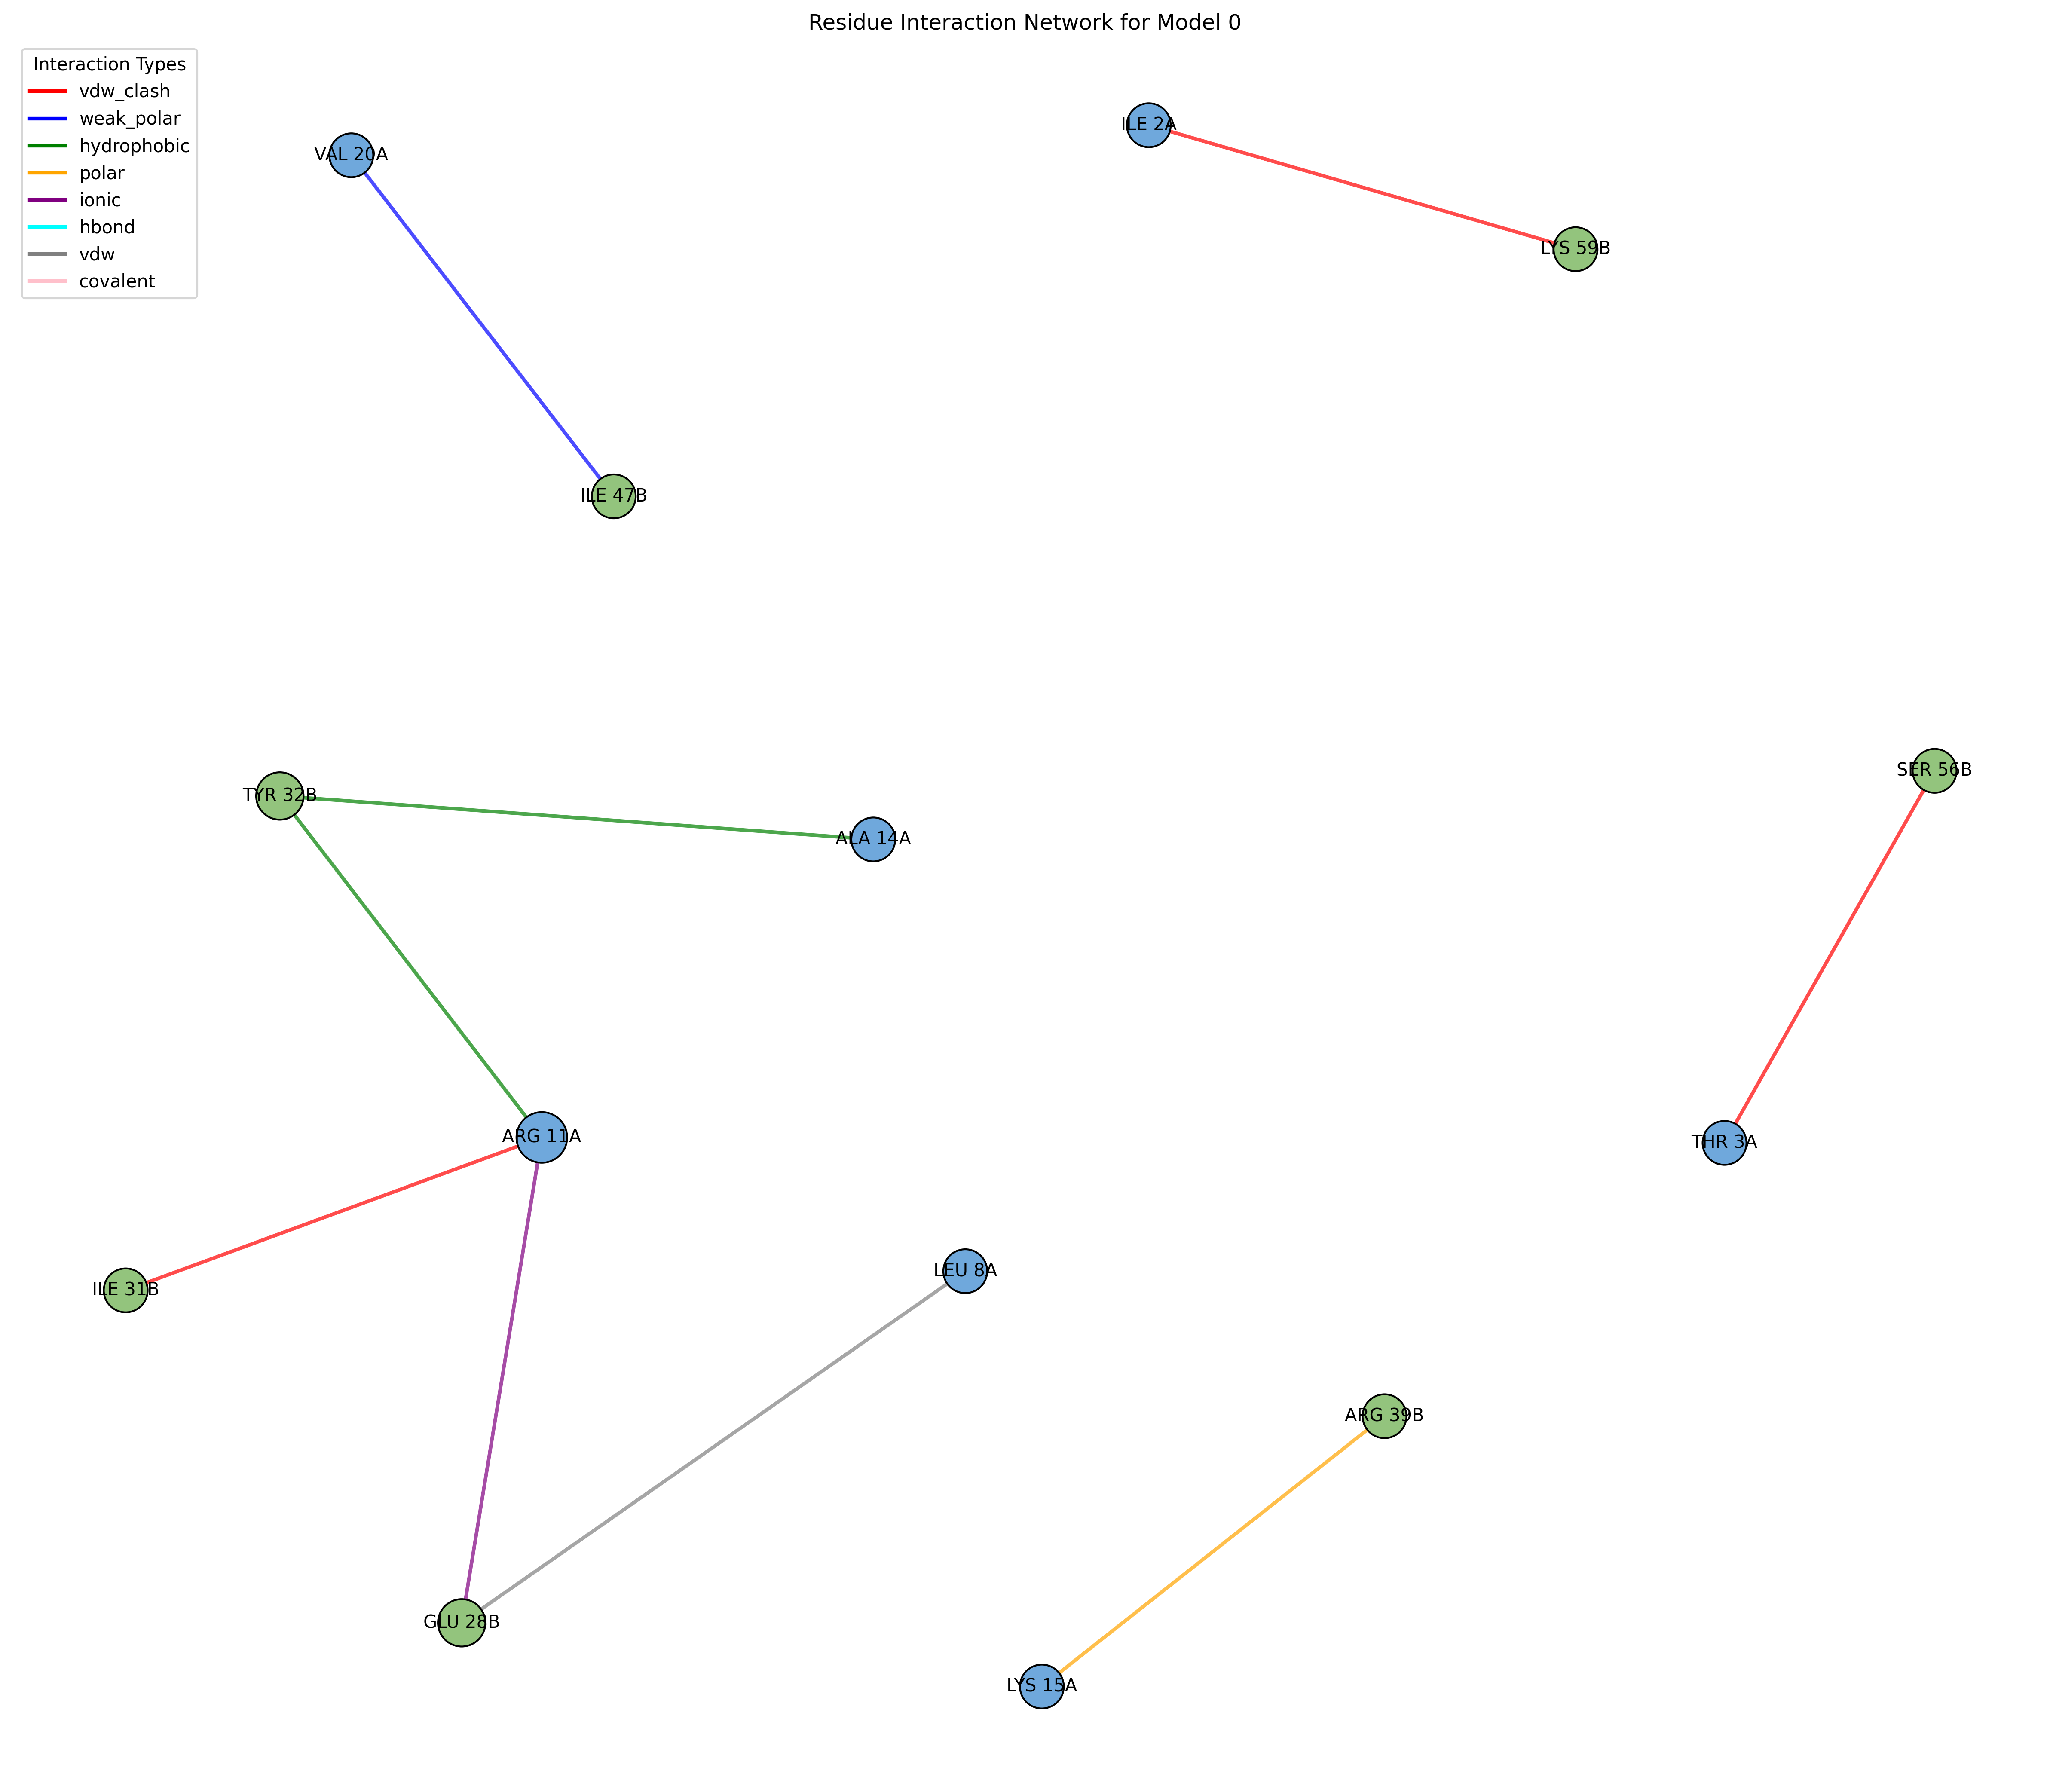 Residue Interaction Network for Model 0
Interaction Types
vdw_clash
weak_polar
hydrophobic
polar
ionic
hbond
vdw
covalent
ILE 2A
VAL 20A
LYS 59B
ILE 47B
SER 56B
TYR 32B
ALA 14A
ARG 11A
THR 3A
LEU 8A
ILE 31B
ARG 39B
GLU 28B
LYS 15A